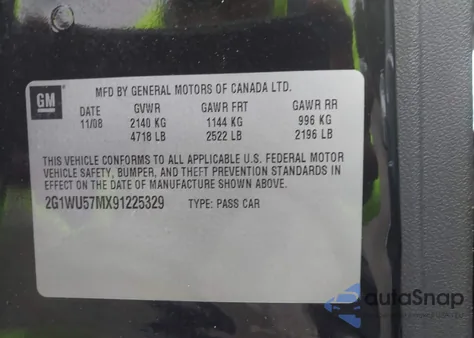 GM
MFD BY GENERAL MOTORS OF CANADA LTD.
DATE GVWR GAWR FRT GAWR RR
11/08 2140 KG 1144 KG 996 KG
4718 LB 2522 LB 2196 LB
THIS VEHICLE CONFORMS TO ALL APPLICABLE U.S. FEDERAL MOTOR
VEHICLE SAFETY, BUMPER, AND THEFT PREVENTION STANDARDS IN
EFFECT ON THE DATE OF MANUFACTURE SHOWN ABOVE.
2G1WU57MX91225329 TYPE: PASS CAR
autaSnap